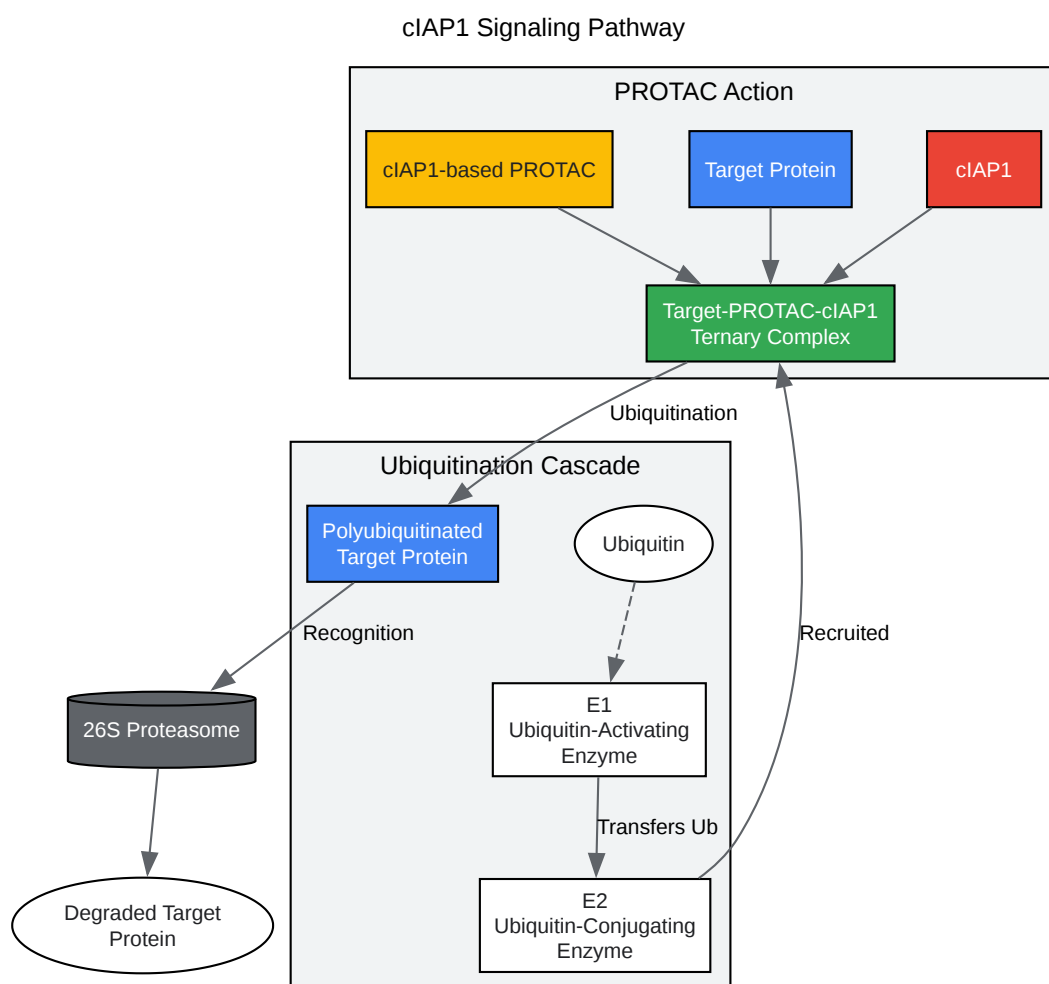 cIAP1 Signaling Pathway
PROTAC Action
cIAP1-based PROTAC
Target Protein
cIAP1
Target-PROTAC-cIAP1
Ternary Complex
Ubiquitination
Ubiquitination Cascade
Polyubiquitinated
Target Protein
Ubiquitin
Recognition
Recruited
26S Proteasome
E1
Ubiquitin-Activating
Enzyme
Transfers Ub
Degraded Target
Protein
E2
Ubiquitin-Conjugating
Enzyme